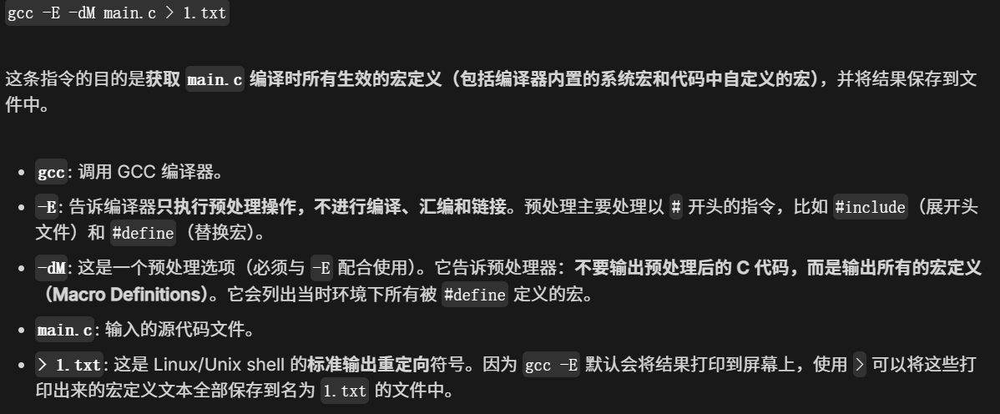 gcc -E -dM main.c > 1.txt
这条指令的目的是获取 main.c 编译时所有生效的宏定义（包括编译器内置的系统宏和代码中自定义的宏），并将结果保存到文
件中。
• gcc: 调用 GCC 编译器。
• -E: 告诉编译器只执行预处理操作，不进行编译、汇编和链接。预处理主要处理以 # 开头的指令，比如 #include（展开头
文件）和 #define（替换宏）。
• -dM: 这是一个预处理选项（必须与 -E 配合使用）。它告诉预处理器：不要输出预处理后的 C 代码，而是输出所有的宏定义
（Macro Definitions）。它会列出当时环境下所有被 #define 定义的宏。
• main.c: 输入的源代码文件。
• > 1.txt: 这是 Linux/Unix shell 的标准输出重定向符号。因为 gcc -E 默认会将结果打印到屏幕上，使用 > 可以将这些打
印出来的宏定义文本全部保存到名为 1.txt 的文件中。